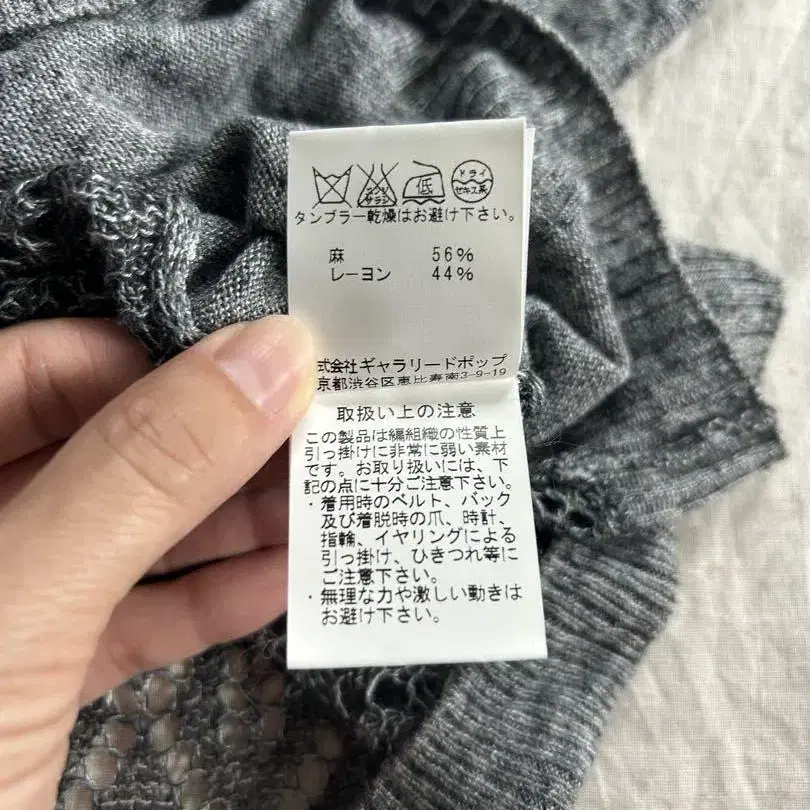 エンソ
サラシ
低
ドライ
セキユ系
タンブラー乾燥はお避け下さい。
麻 56%
レーヨン 44%
式会社ギャラリードポップ
京都渋谷区恵比寿南3-9-19
取扱い上の注意
この製品は編組織の性質上
引っ掛けに非常に弱い素材
です。お取り扱いには、下
記の点に十分ご注意下さい。
・着用時のベルト、バック
及び着脱時の爪、時計、
指輪、イヤリングによる
引っ掛け、ひきつれ等に
ご注意下さい。
・無理な力や激しい動きは
お避け下さい。